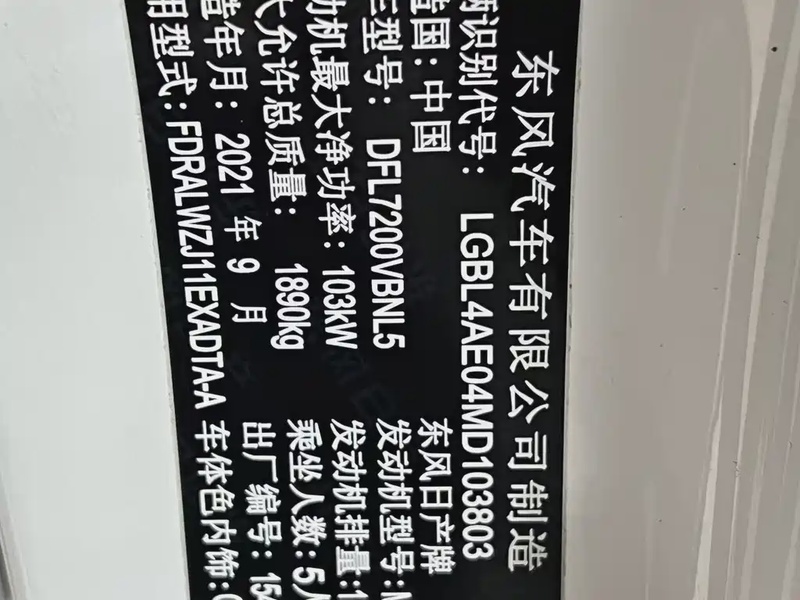 东风汽车有限公司制造
辆识别代号: LGBL4AE04MD103803
造国: 中国 东风日产牌
车型号: DFL7200VBNL5 发动机型号:
动机最大净功率: 103kW 发动机排量:1
大允许总质量: 1890kg 乘坐人数: 5人
造年月: 2021 年 9 月 出厂编号: 15
用型式: FDRALWZJ11EXADTA-A 车体色内饰: